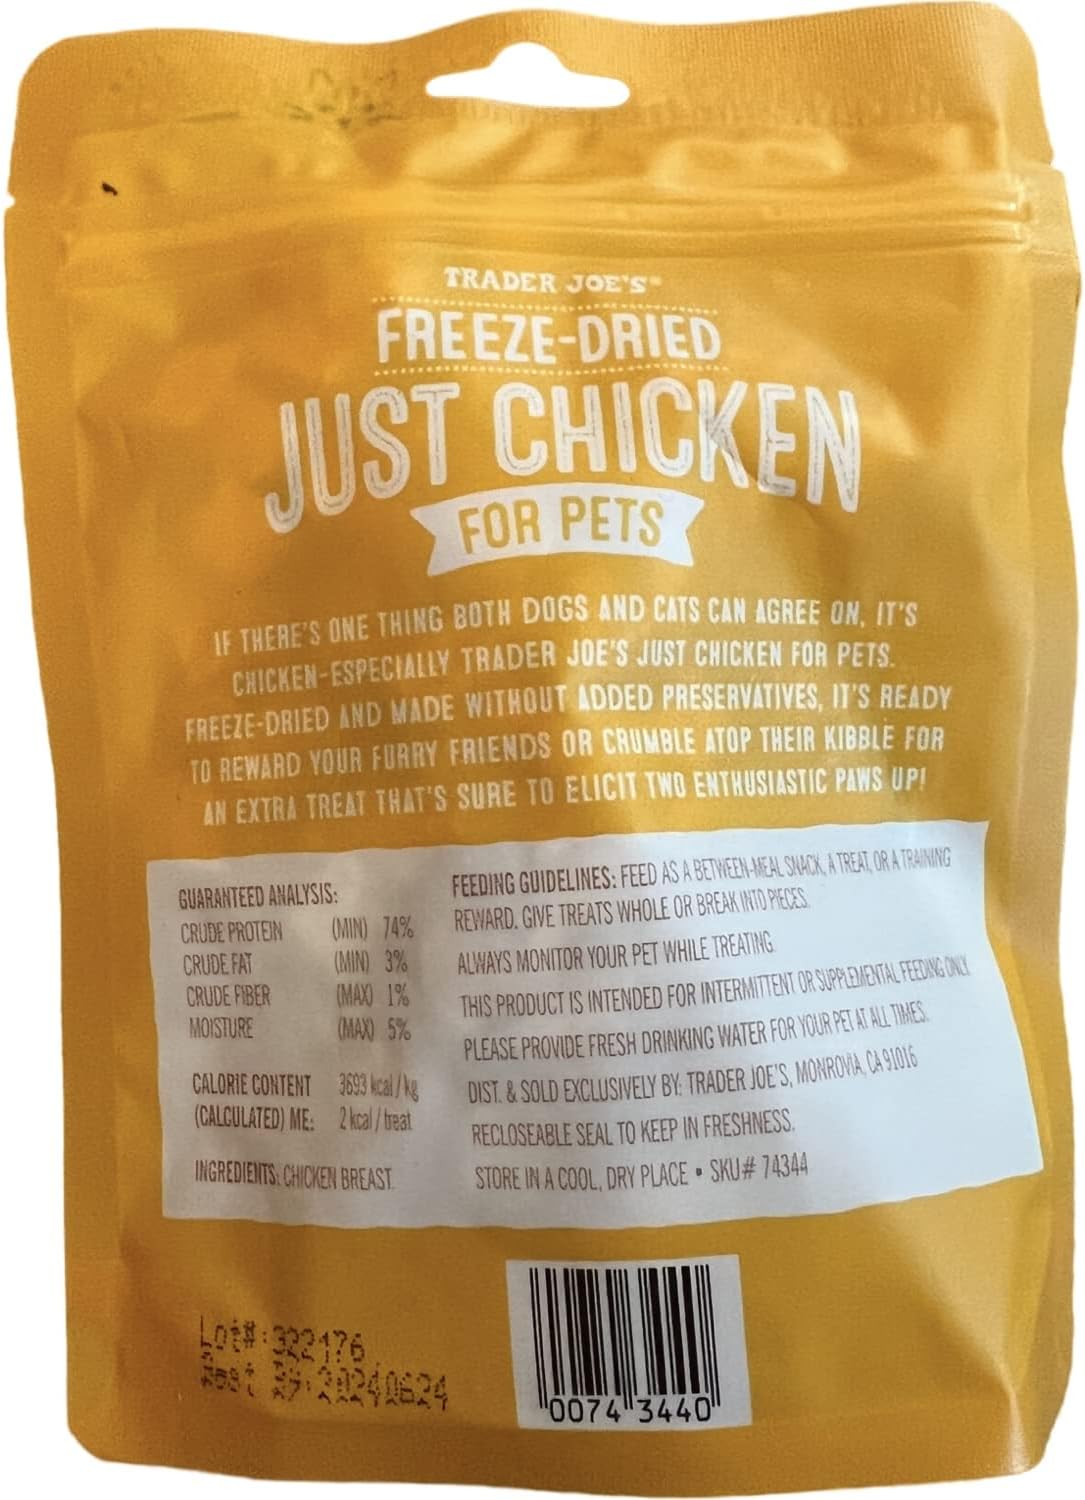 TRADER JOE'S®
FREEZE-DRIED
JUST CHICKEN
FOR PETS
IF THERE'S ONE THING BOTH DOGS AND CATS CAN AGREE ON, IT'S
CHICKEN-ESPECIALLY TRADER JOE'S JUST CHICKEN FOR PETS.
FREEZE-DRIED AND MADE WITHOUT ADDED PRESERVATIVES, IT'S READY
TO REWARD YOUR FURRY FRIENDS OR CRUMBLE ATOP THEIR KIBBLE FOR
AN EXTRA TREAT THAT'S SURE TO ELICIT TWO ENTHUSIASTIC PAWS UP!
GUARANTEED ANALYSIS:
CRUDE PROTEIN (MIN) 74%
CRUDE FAT (MIN) 3%
CRUDE FIBER (MAX) 1%
MOISTURE (MAX) 5%
CALORIE CONTENT 3693 kcal/kg
(CALCULATED) ME: 2 kcal/treat
INGREDIENTS: CHICKEN BREAST.
FEEDING GUIDELINES: FEED AS A BETWEEN-MEAL SNACK, A TREAT, OR A TRAINING
REWARD. GIVE TREATS WHOLE OR BREAK INTO PIECES.
ALWAYS MONITOR YOUR PET WHILE TREATING.
THIS PRODUCT IS INTENDED FOR INTERMITTENT OR SUPPLEMENTAL FEEDING ONLY.
PLEASE PROVIDE FRESH DRINKING WATER FOR YOUR PET AT ALL TIMES.
DIST. & SOLD EXCLUSIVELY BY: TRADER JOE'S, MONROVIA, CA 91016
RECLOSEABLE SEAL TO KEEP IN FRESHNESS.
STORE IN A COOL, DRY PLACE • SKU# 74344
Lot#:322176
Best By:20240624
0074 3440